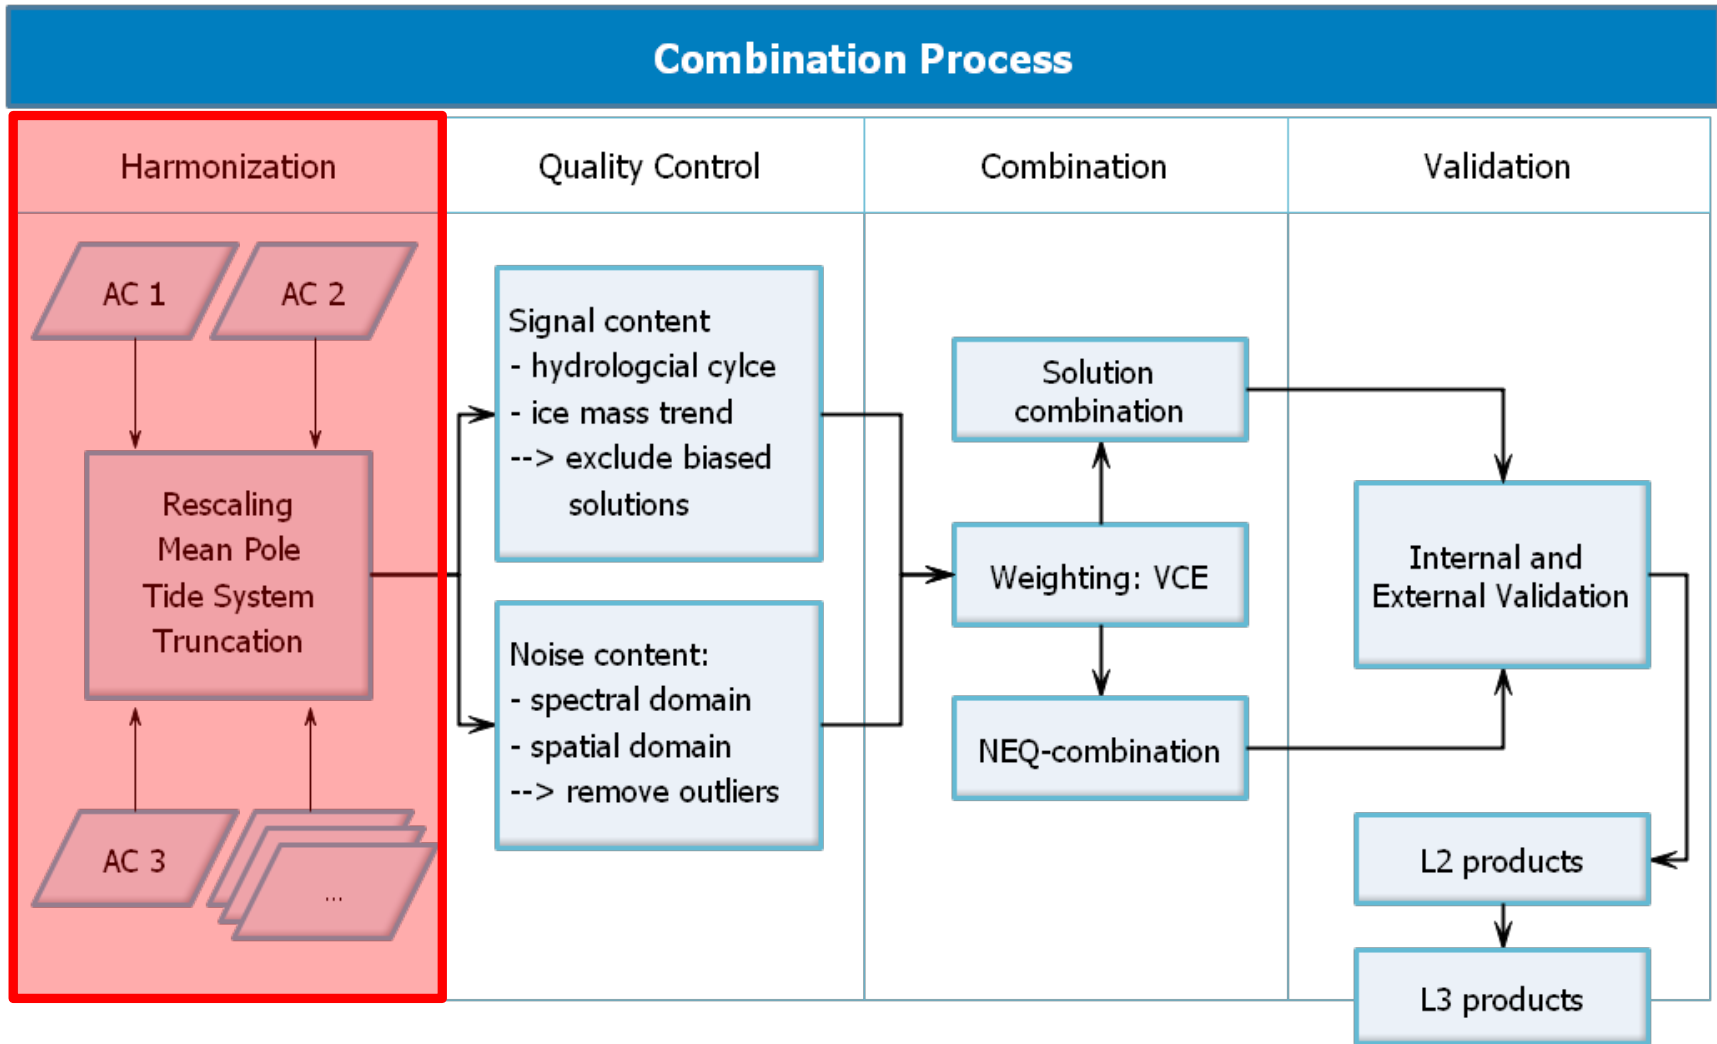 Combination Process
Harmonization
Quality Control
Combination
Validation
AC 1
AC 2
Rescaling
Mean Pole
Tide System
Truncation
AC 3
...
Signal content
- hydrologcial cylce
- ice mass trend
--> exclude biased
solutions
Noise content:
- spectral domain
- spatial domain
--> remove outliers
Solution
combination
Weighting: VCE
NEQ-combination
Internal and
External Validation
L2 products
L3 products